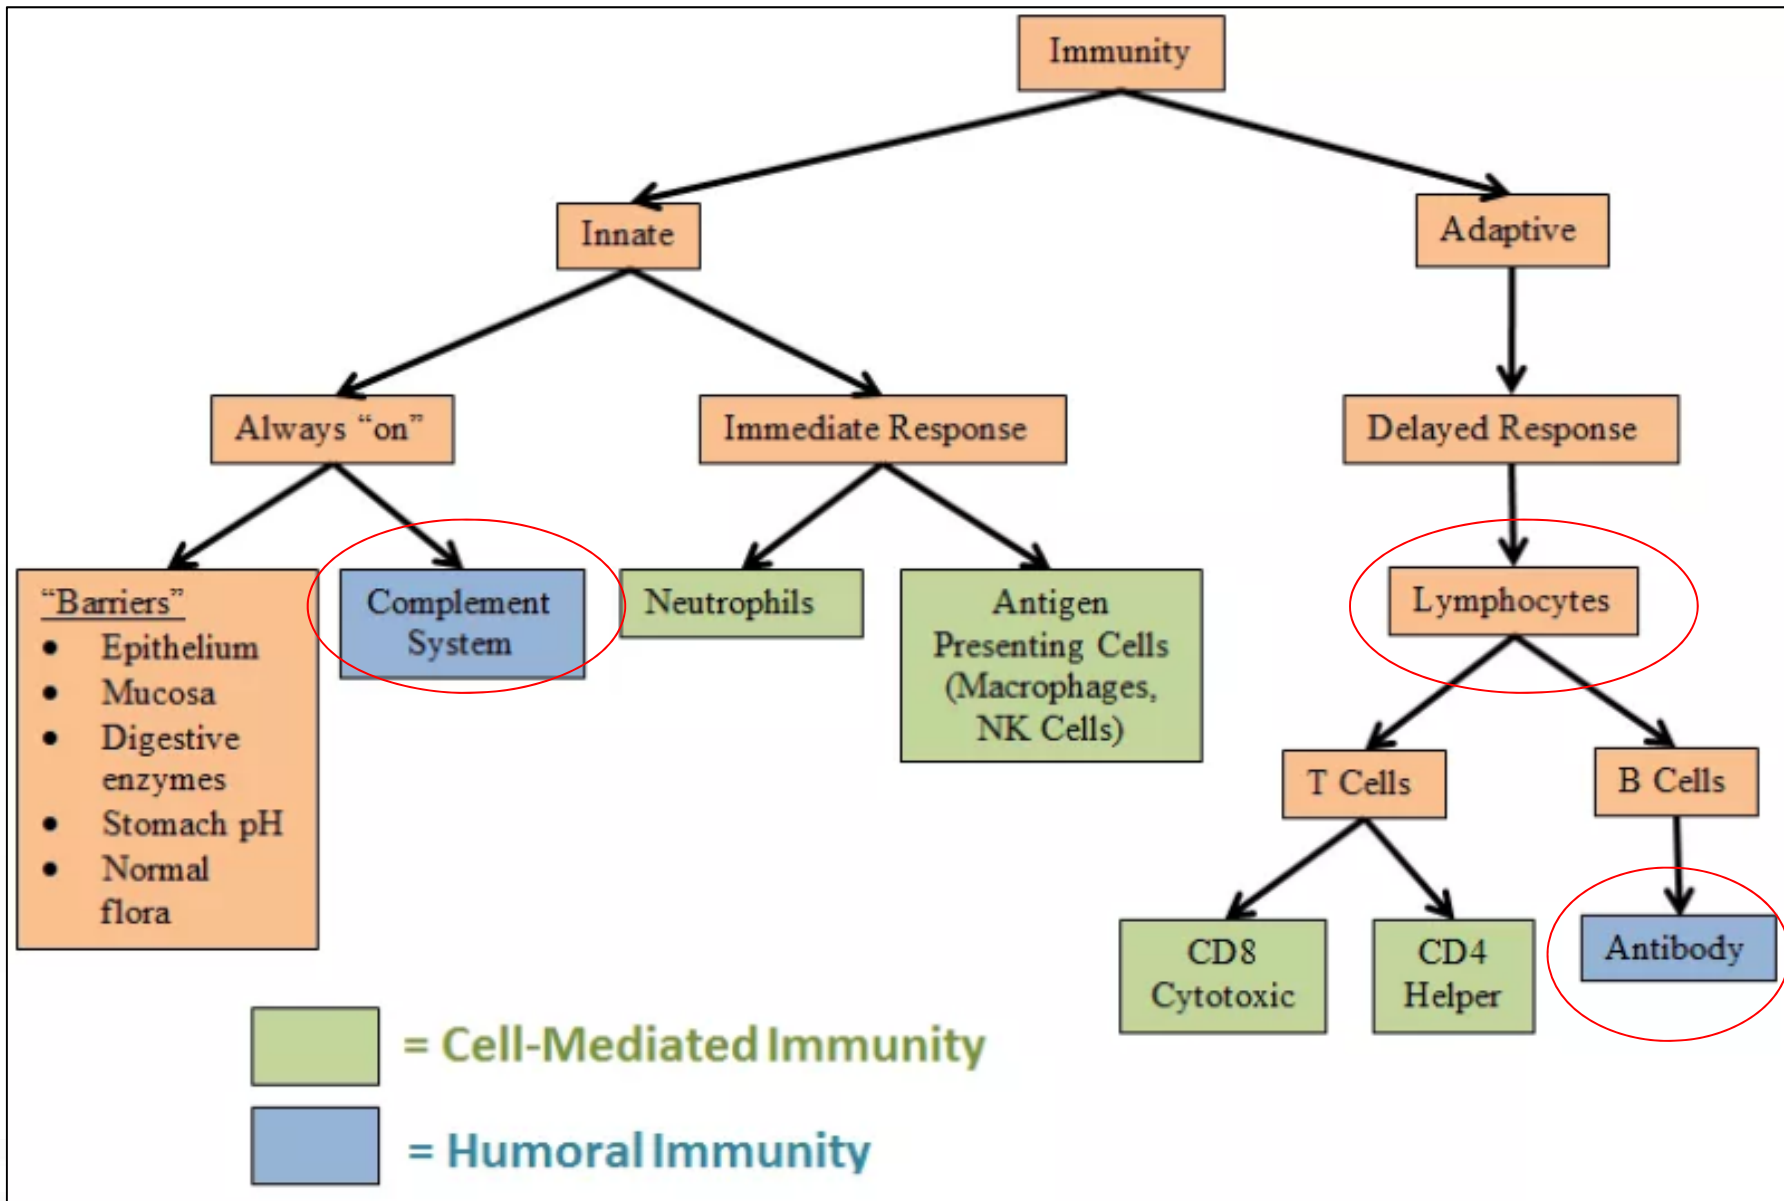 Immunity
Innate
Adaptive
Always “on”
Immediate Response
Delayed Response
“Barriers”
• Epithelium
• Mucosa
• Digestive
enzymes
• Stomach pH
• Normal
flora
Complement
System
Neutrophils
Antigen
Presenting Cells
(Macrophages,
NK Cells)
Lymphocytes
T Cells
B Cells
CD8
Cytotoxic
CD4
Helper
Antibody
= Cell-Mediated Immunity
= Humoral Immunity